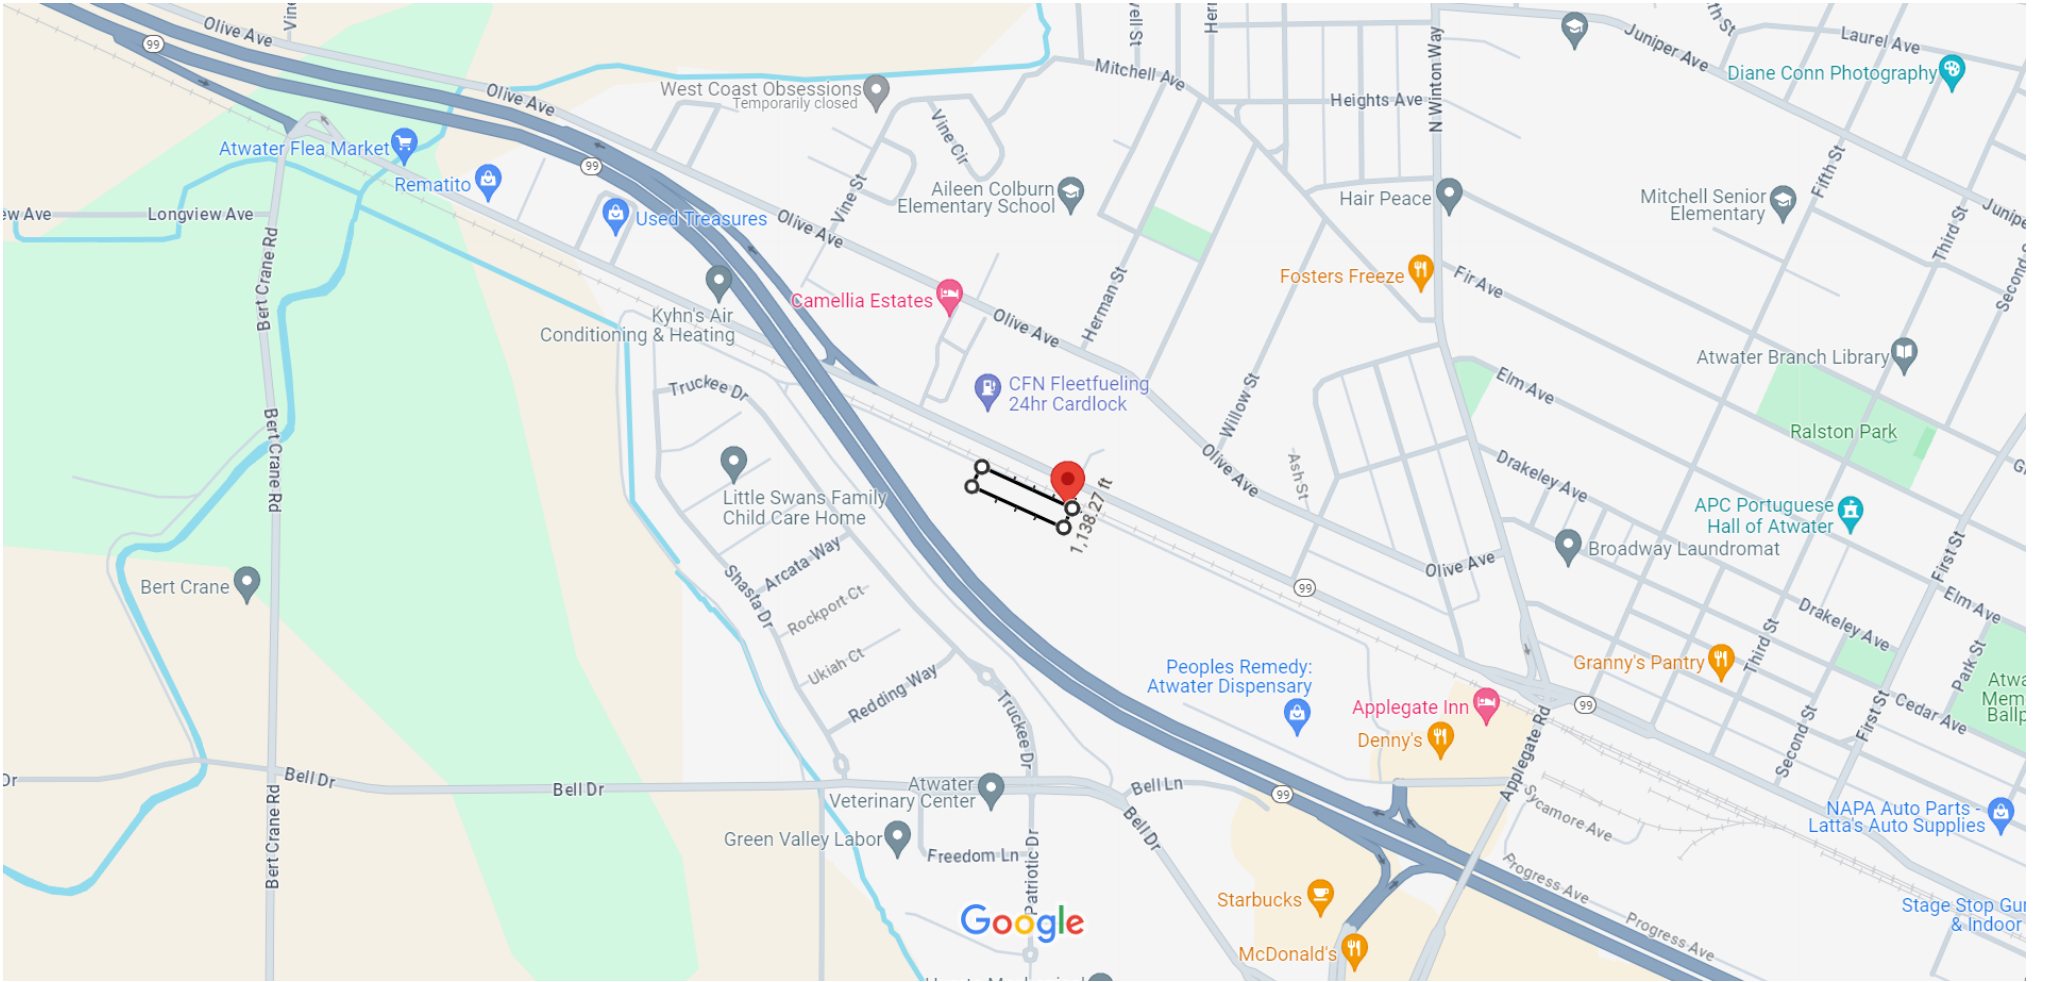 Olive Ave
Vine
99
Olive Ave
West Coast Obsessions
Temporarily closed
Vine Cir
Mitchell Ave
Heights Ave
N Winton Way
Juniper Ave
Laurel Ave
Diane Conn Photography
Atwater Flea Market
99
Rematito
Used Treasures
Longview Ave
Olive Ave
Vine St
Aileen Colburn
Elementary School
Hair Peace
Mitchell Senior
Elementary
Fifth St
Third St
Bert Crane Rd
Kyhn's Air
Conditioning & Heating
Camellia Estates
Olive Ave
Herman St
Fosters Freeze
Fir Ave
Atwater Branch Library
Truckee Dr
CFN Fleetfueling
24hr Cardlock
Willow St
Elm Ave
Ralston Park
Bert Crane Rd
Little Swans Family
Child Care Home
1,138.27 ft
Olive Ave
Ash St
Drakeley Ave
APC Portuguese
Hall of Atwater
Broadway Laundromat
First St
Bert Crane
Shasta Dr
Arcata Way
Rockport Ct
Ukiah Ct
Redding Way
99
Olive Ave
Elm Ave
Drakeley Ave
Third St
Park St
Granny's Pantry
Peoples Remedy:
Atwater Dispensary
Applegate Inn
Denny's
99
Applegate Rd
Second St
First St
Cedar Ave
Truckee Dr
Bell Dr
Bell Dr
Atwater
Veterinary Center
Bell Ln
99
Sycamore Ave
NAPA Auto Parts -
Latta's Auto Supplies
Bert Crane Rd
Green Valley Labor
Freedom Ln
Patriotic Dr
Bell Dr
Progress Ave
Progress Ave
Starbucks
Stage Stop Gun
& Indoor
Google
McDonald's